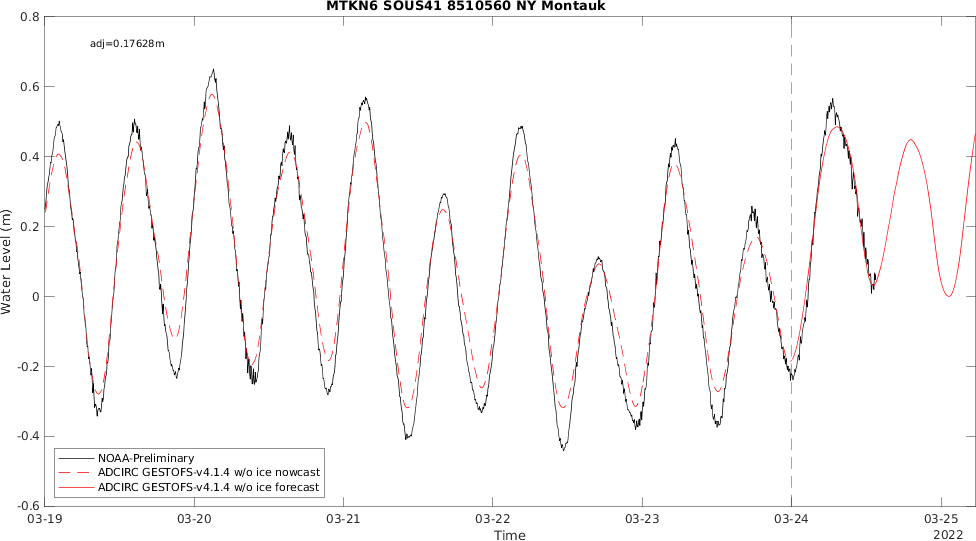 MTKN6 SOUS41 8510560 NY Montauk
adj=0.17628m
Water Level (m)
0.8
0.6
0.4
0.2
0
-0.2
-0.4
-0.6
NOAA-Preliminary
ADCIRC GESTOFS-v4.1.4 w/o ice nowcast
ADCIRC GESTOFS-v4.1.4 w/o ice forecast
03-19
03-20
03-21
03-22
03-23
03-24
03-25
Time
2022